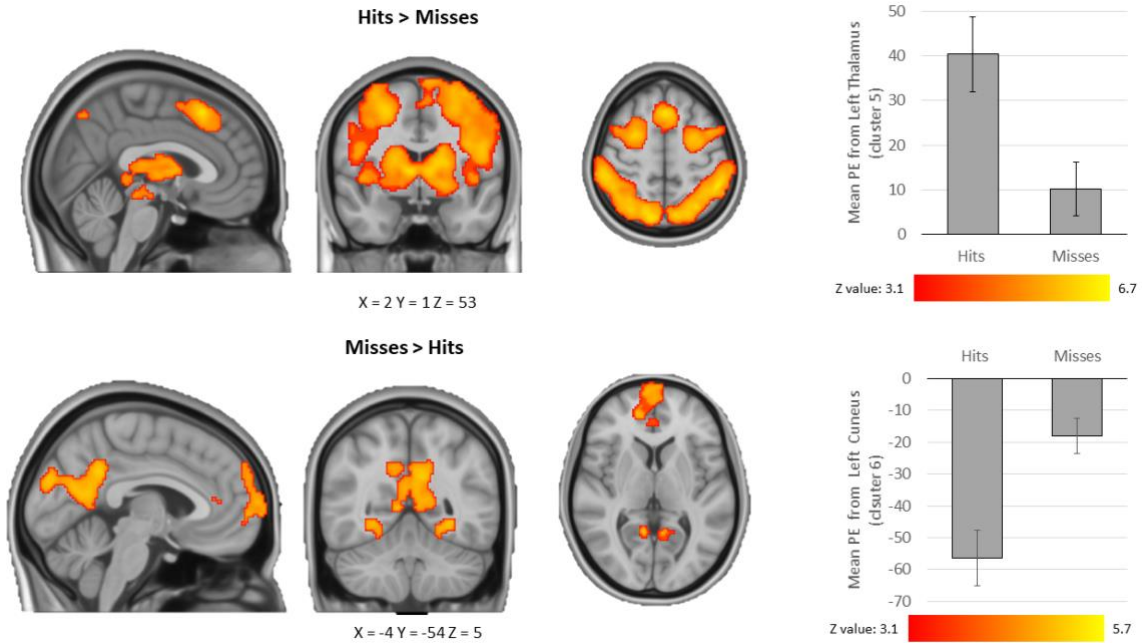 Hits > Misses
X = 2 Y = 1 Z = 53
Mean PE from Left Thalamus
(cluster 5)
50
40
30
20
10
0
Hits Misses
Z value: 3.1 6.7
Misses > Hits
X = -4 Y = -54 Z = 5
Mean PE from Left Cuneus
(clsuter 6)
Hits Misses
0
-10
-20
-30
-40
-50
-60
-70
Z value: 3.1 5.7